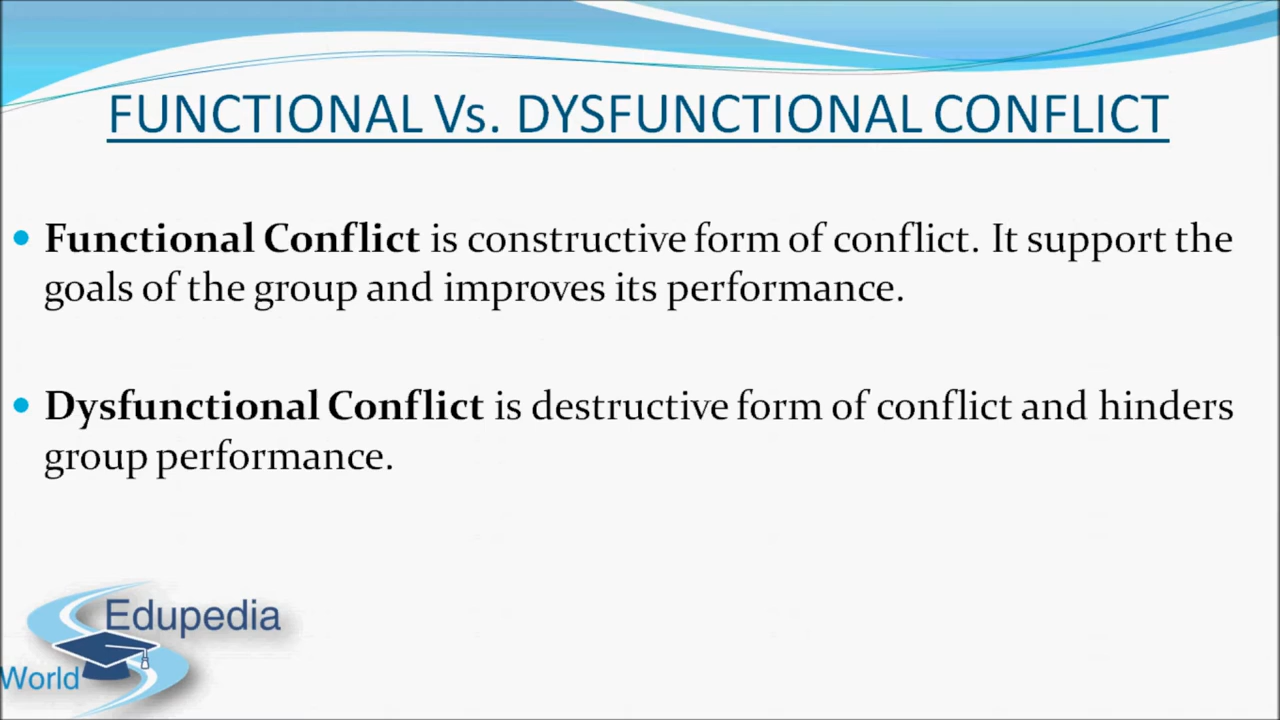 FUNCTIONAL Vs. DYSFUNCTIONAL CONFLICT
Functional Conflict is constructive form of conflict. It support the
goals of the group and improves its performance.
Dysfunctional Conflict is destructive form of conflict and hinders
group performance.
Edupedia
World